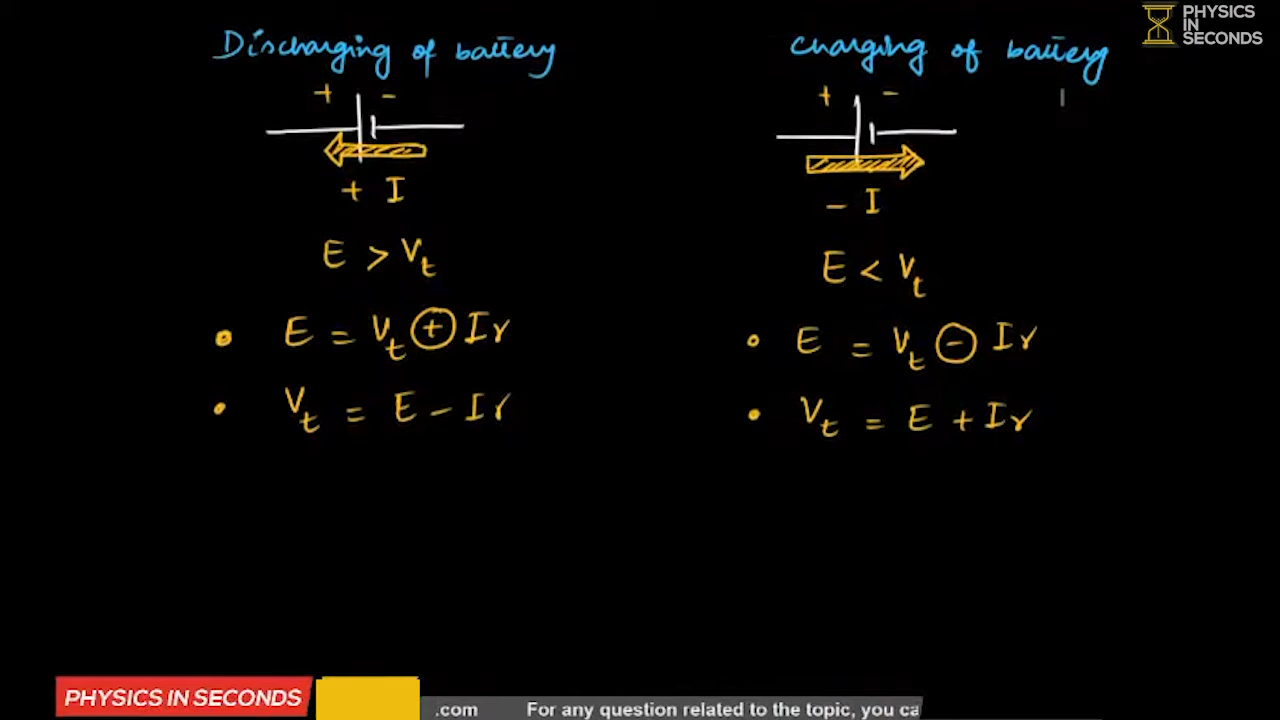 PHYSICS
IN
SECONDS
Discharging of battery
+ -
+ I
E > Vt
• E = Vt + Ir
• Vt = E - Ir
Charging of battery
+ -
- I
E < Vt
• E = Vt - Ir
• Vt = E + Ir
PHYSICS IN SECONDS
.com For any question related to the topic, you ca